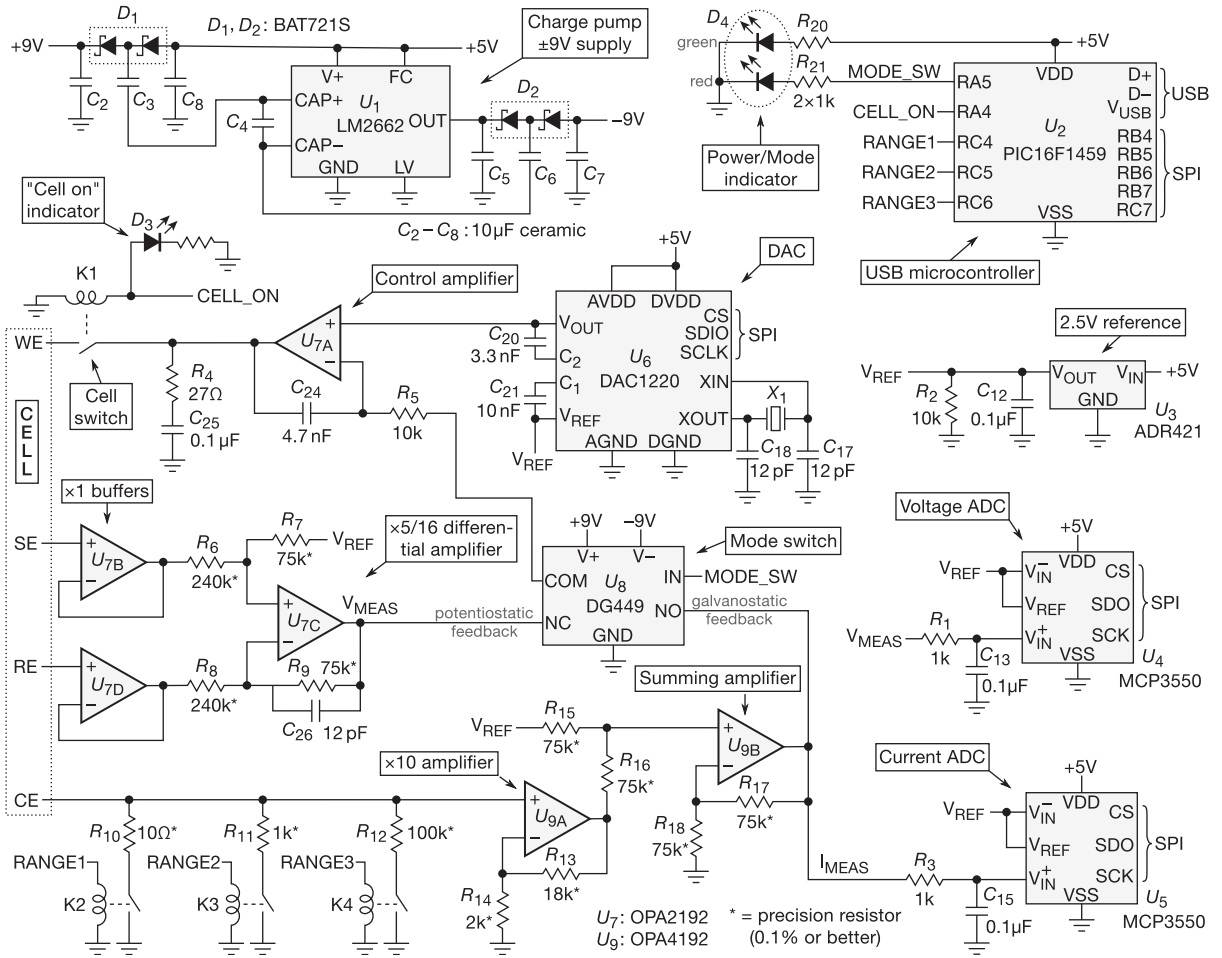 D1
D1, D2: BAT721S
+9V
+5V
C2
C3
C8
Charge pump
±9V supply
V+
FC
CAP+
U1
LM2662
OUT
CAP−
GND
LV
C4
D2
−9V
C5
C6
C7
C2 − C8 : 10µF ceramic
D4
green
red
R20
R21
2×1k
+5V
MODE_SW
CELL_ON
RANGE1
RANGE2
RANGE3
VDD
RA5
RA4
RC4
RC5
RC6
U2
PIC16F1459
D+
D−
VUSB
RB4
RB5
RB6
RB7
RC7
VSS
USB
SPI
Power/Mode
indicator
USB microcontroller
"Cell on"
indicator
D3
K1
CELL_ON
WE
Cell
switch
CELL
R4
27Ω
C25
0.1µF
Control amplifier
U7A
+
−
C24
4.7nF
R5
10k
+5V
DAC
AVDD
DVDD
VOUT
C2
C1
VREF
U6
DAC1220
CS
SDIO
SCLK
SPI
XIN
XOUT
AGND
DGND
C20
3.3nF
C21
10nF
VREF
X1
C18
12pF
C17
12pF
2.5V reference
VREF
R2
10k
C12
0.1µF
VOUT
VIN
GND
+5V
U3
ADR421
×1 buffers
SE
+
−
U7B
R6
240k*
R7
75k*
VREF
×5/16 differen-
tial amplifier
+
−
U7C
VMEAS
RE
+
−
U7D
R8
240k*
R9
75k*
C26
12pF
potentiostatic
feedback
+9V
−9V
V+
V−
COM
U8
DG449
IN
NO
NC
GND
Mode switch
MODE_SW
galvanostatic
feedback
Voltage ADC
+5V
VREF
VIN−
VDD
CS
VREF
SDO
VIN+
SCK
VSS
SPI
VMEAS
R1
1k
C13
0.1µF
U4
MCP3550
Summing amplifier
VREF
R15
75k*
R16
75k*
+
−
U9B
R17
75k*
R18
75k*
×10 amplifier
CE
+
−
U9A
R13
18k*
R14
2k*
R10
10Ω*
R11
1k*
R12
100k*
RANGE1
RANGE2
RANGE3
K2
K3
K4
IMEAS
R3
1k
C15
0.1µF
Current ADC
+5V
VREF
VIN−
VDD
CS
VREF
SDO
VIN+
SCK
VSS
SPI
U5
MCP3550
U7: OPA2192
U9: OPA4192
* = precision resistor
(0.1% or better)